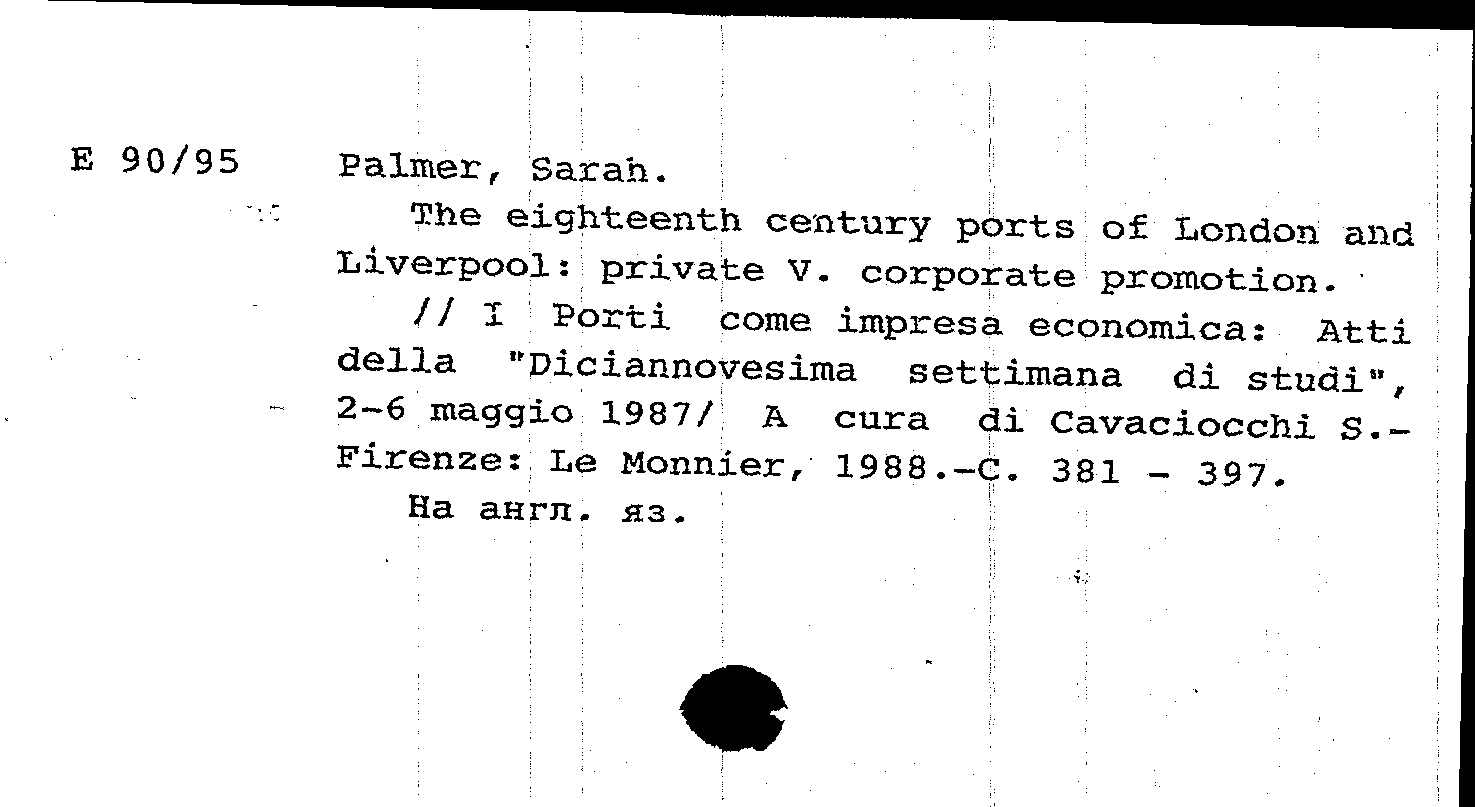 E 90/95 Palmer, Sarah.
The eighteenth century ports of London and
Liverpool: private V. corporate promotion.
// I Porti come impresa economica: Atti
della "Diciannovesima settimana di studi",
2-6 maggio 1987/ A cura di Cavaciocchi S.-
Firenze: Le Monnier, 1988.-C. 381 - 397.
На англ. яз.